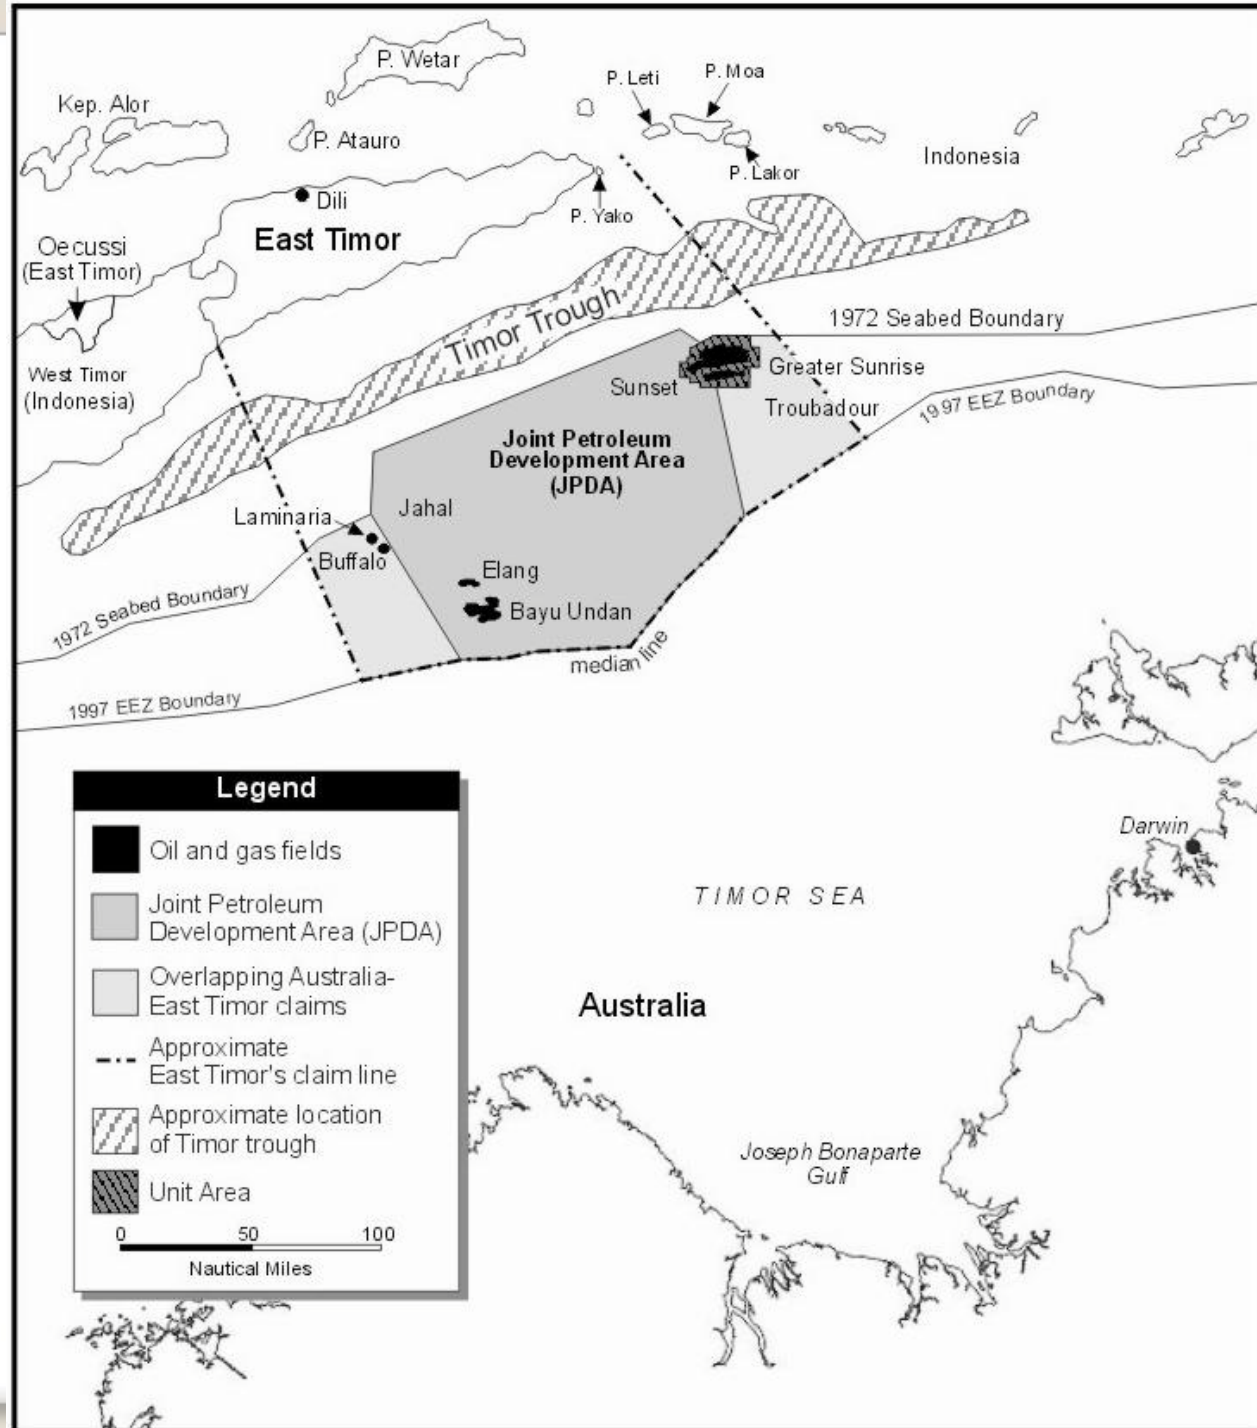 P. Wetar
P. Leti
P. Moa
Kep. Alor
P. Atauro
Indonesia
P. Lakor
Dili
P. Yako
East Timor
Oecussi
(East Timor)
Timor Trough
1972 Seabed Boundary
West Timor
(Indonesia)
Sunset
Greater Sunrise
Troubadour
1997 EEZ Boundary
Joint Petroleum
Development Area
(JPDA)
Laminaria
Jahal
Buffalo
Elang
Bayu Undan
1972 Seabed Boundary
median line
1997 EEZ Boundary
Legend
Oil and gas fields
Joint Petroleum
Development Area (JPDA)
Overlapping Australia-
East Timor claims
Approximate
East Timor's claim line
Approximate location
of Timor trough
Unit Area
0 50 100
Nautical Miles
Darwin
TIMOR SEA
Australia
Joseph Bonaparte
Gulf